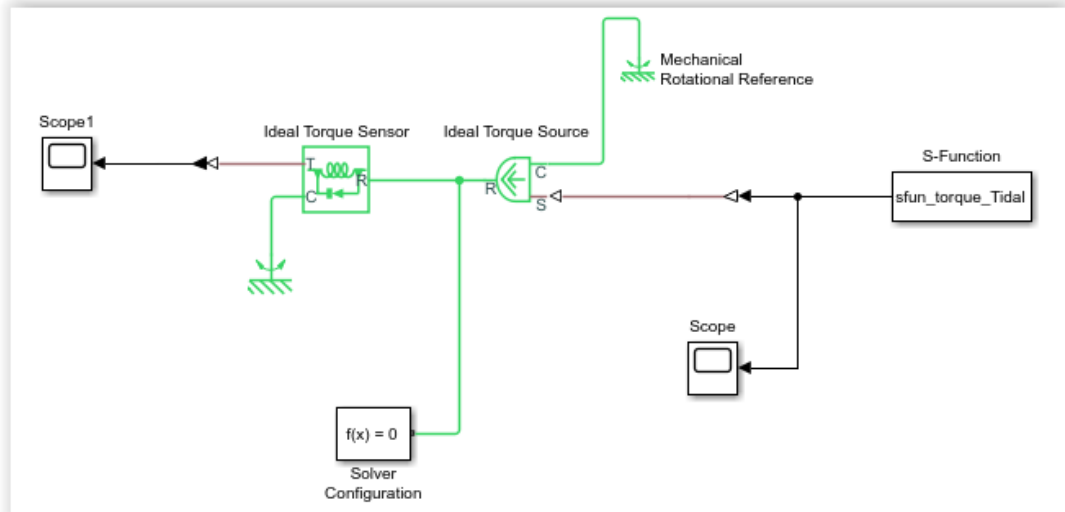 Mechanical
Rotational Reference
Scope1
Ideal Torque Sensor
Ideal Torque Source
S-Function
T
R
C
C
R
S
sfun_torque_Tidal
Scope
f(x) = 0
Solver
Configuration